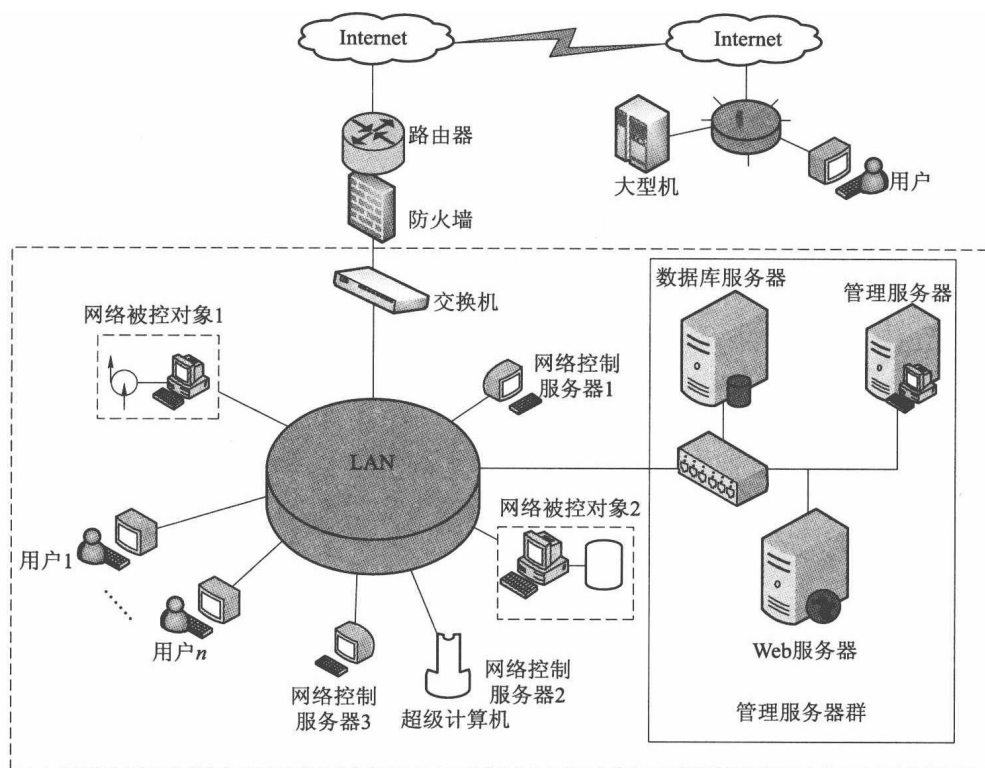 Internet
Internet
路由器
大型机
用户
防火墙
交换机
数据库服务器
管理服务器
网络被控对象1
网络控制
服务器1
LAN
网络被控对象2
用户1
······
用户n
Web服务器
网络控制
服务器3
超级计算机
网络控制
服务器2
管理服务器群